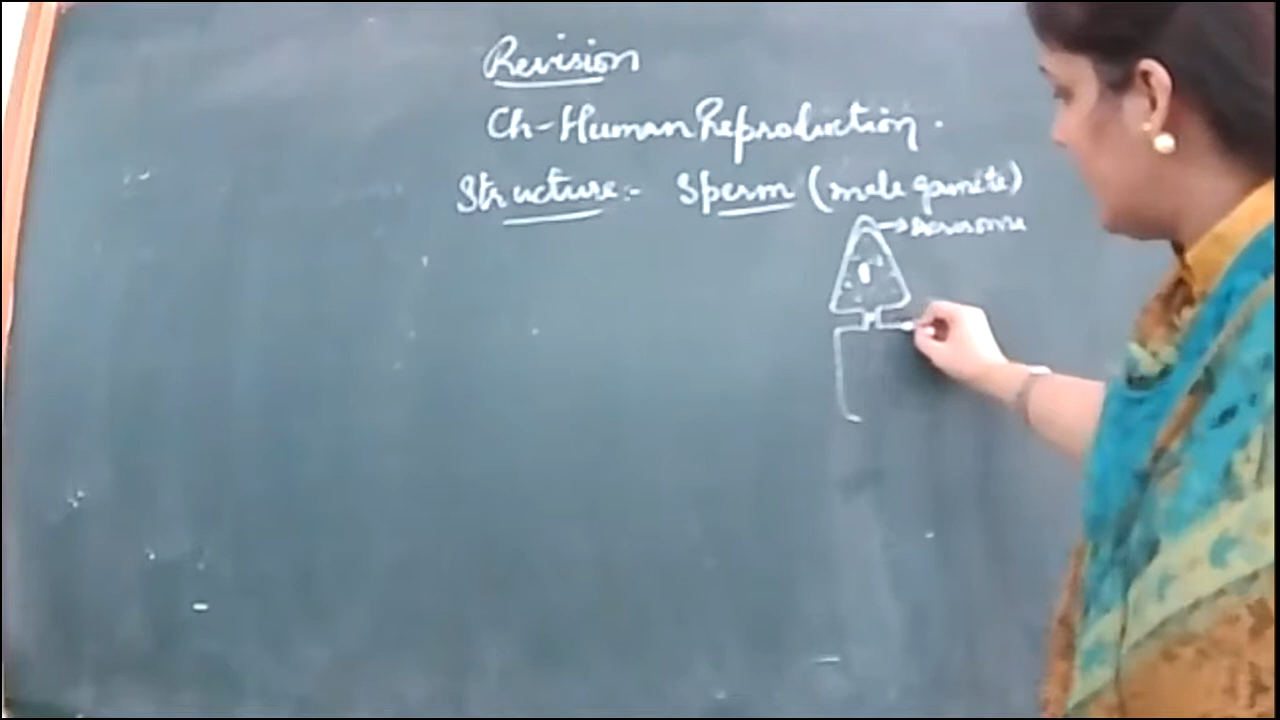 Revision
Ch-Human Reproduction.
Structure:- Sperm (male gamete)
Acrosome